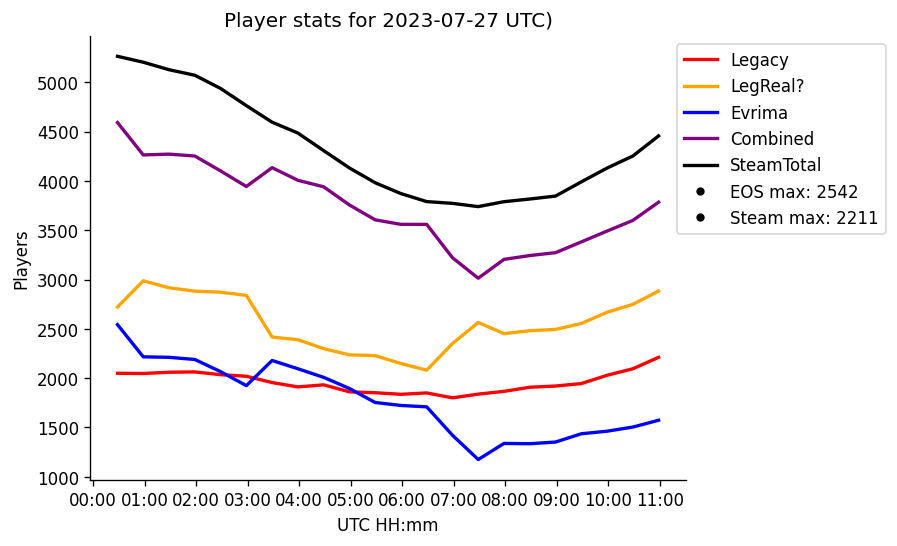 Player stats for 2023-07-27 UTC)
Legacy
LegReal?
Evrima
Combined
SteamTotal
EOS max: 2542
Steam max: 2211
Players
5000
4500
4000
3500
3000
2500
2000
1500
1000
00:00 01:00 02:00 03:00 04:00 05:00 06:00 07:00 08:00 09:00 10:00 11:00
UTC HH:mm